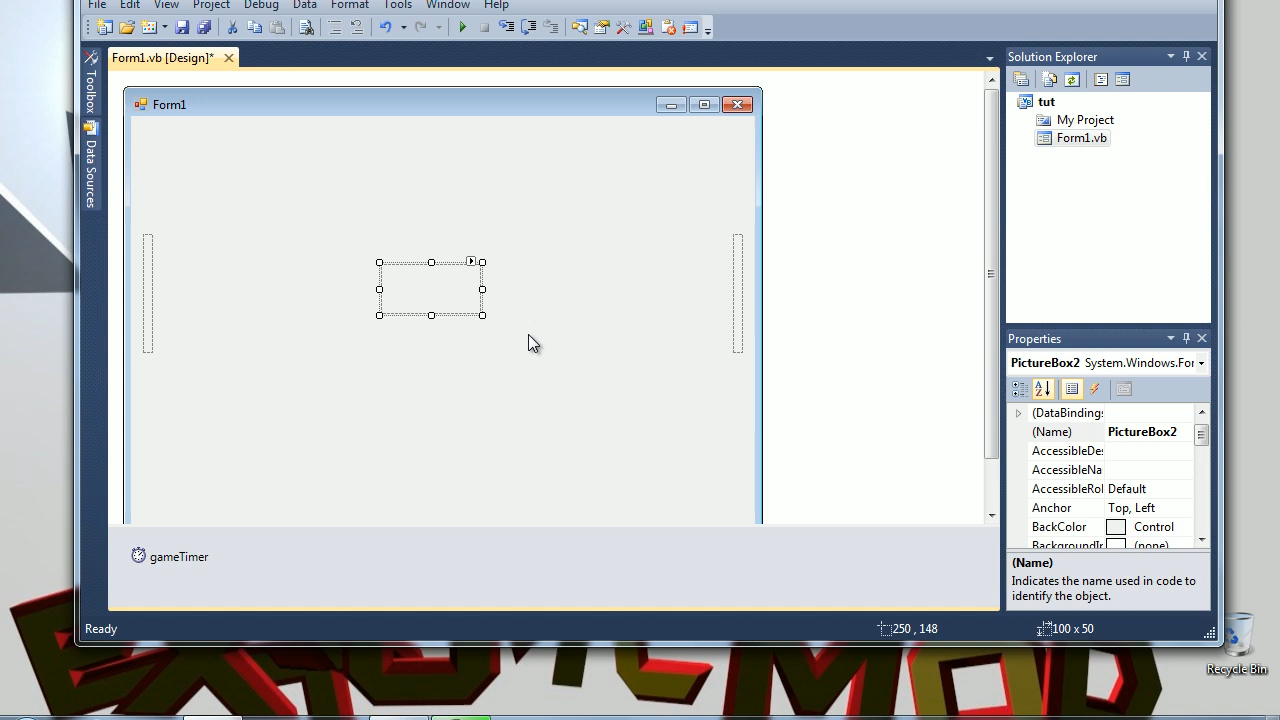 File Edit View Project Debug Data Format Tools Window Help
Form1.vb [Design]*
Toolbox
Data Sources
Form1
gameTimer
Solution Explorer
tut
My Project
Form1.vb
Properties
PictureBox2 System.Windows.For
(DataBindings
(Name) PictureBox2
AccessibleDes
AccessibleNa
AccessibleRol Default
Anchor Top, Left
BackColor Control
BackgroundIr (none)
(Name)
Indicates the name used in code to
identify the object.
Ready 250 , 148 100 x 50
Recycle Bin